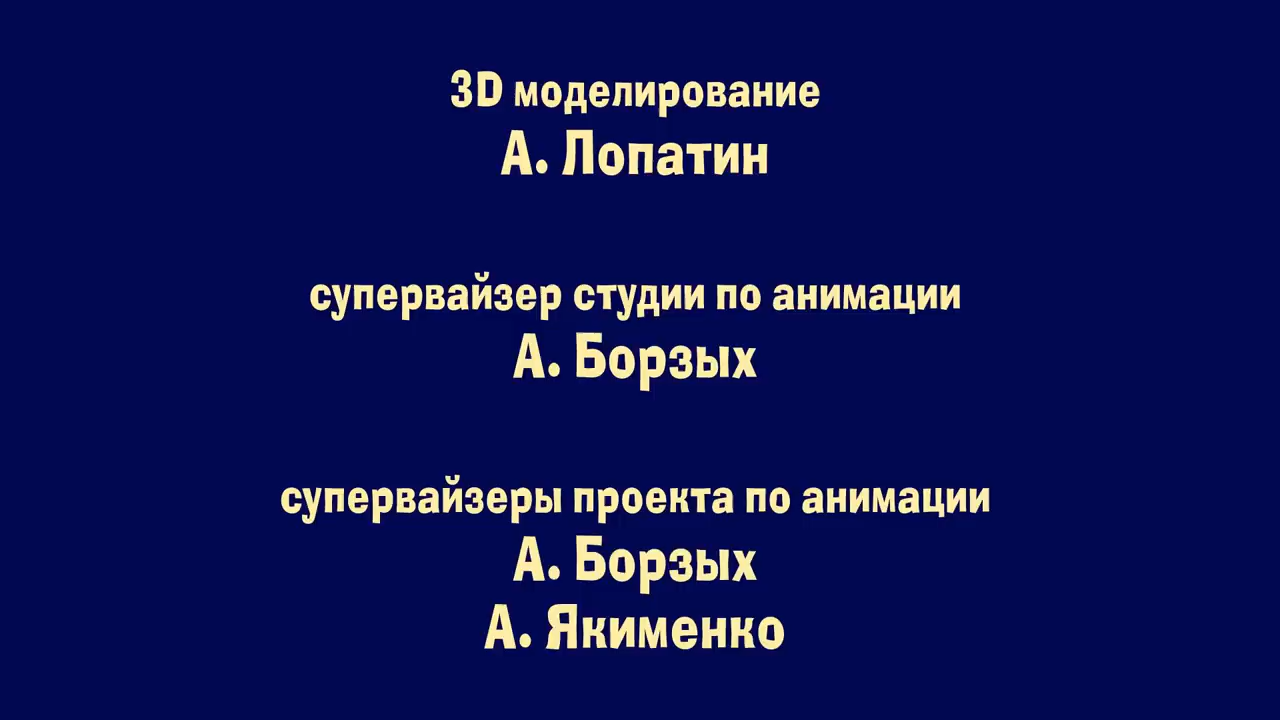 3D моделирование
А. Лопатин
супервайзер студии по анимации
А. Борзых
супервайзеры проекта по анимации
А. Борзых
А. Якименко